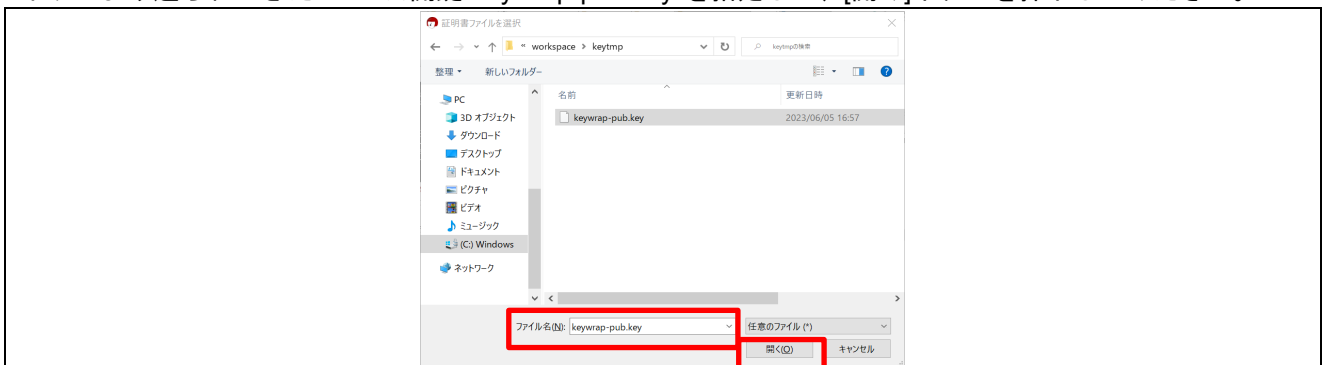 証明書ファイルを選択
« workspace > keytmp
keytmpの検索
整理
新しいフォルダー
名前
更新日時
PC
3D オブジェクト
ダウンロード
デスクトップ
ドキュメント
ピクチャ
ビデオ
ミュージック
(C:) Windows
ネットワーク
keywrap-pub.key
2023/06/05 16:57
ファイル名(N):
keywrap-pub.key
任意のファイル (*)
開く(O)
キャンセル